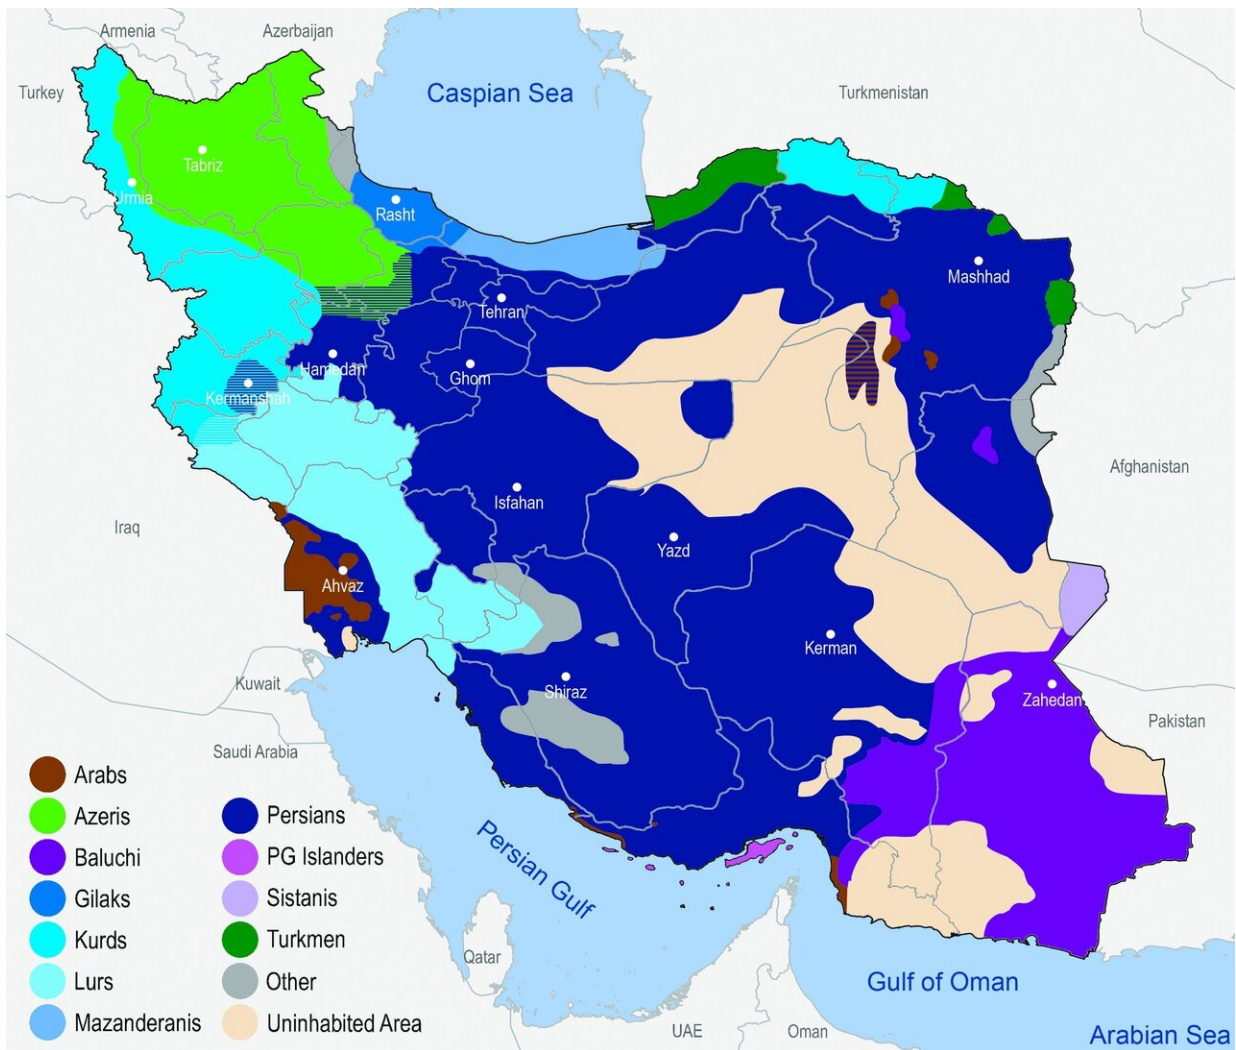 Armenia
Azerbaijan
Turkey
Caspian Sea
Turkmenistan
Tabriz
Urmia
Rasht
Mashhad
Tehran
Hamedan
Ghom
Kermanshah
Afghanistan
Isfahan
Iraq
Yazd
Ahvaz
Kerman
Kuwait
Shiraz
Zahedan
Pakistan
Saudi Arabia
Persian Gulf
Qatar
Gulf of Oman
UAE
Oman
Arabian Sea
Arabs
Azeris
Baluchi
Gilaks
Kurds
Lurs
Mazanderanis
Persians
PG Islanders
Sistanis
Turkmen
Other
Uninhabited Area